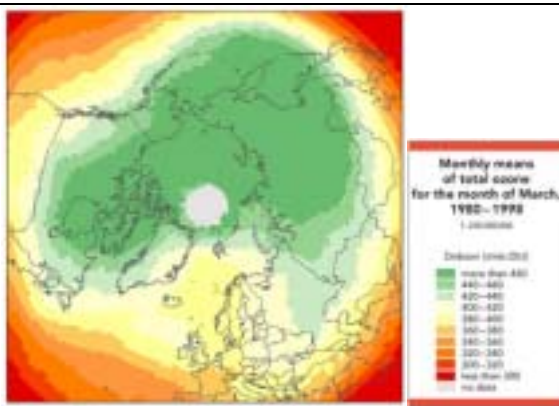 Monthly means
of total ozone
for the month of March,
1980–1998
Dobson Units (DU)
more than 460
440–460
420–440
400–420
380–400
360–380
340–360
320–340
300–320
less than 300
no data